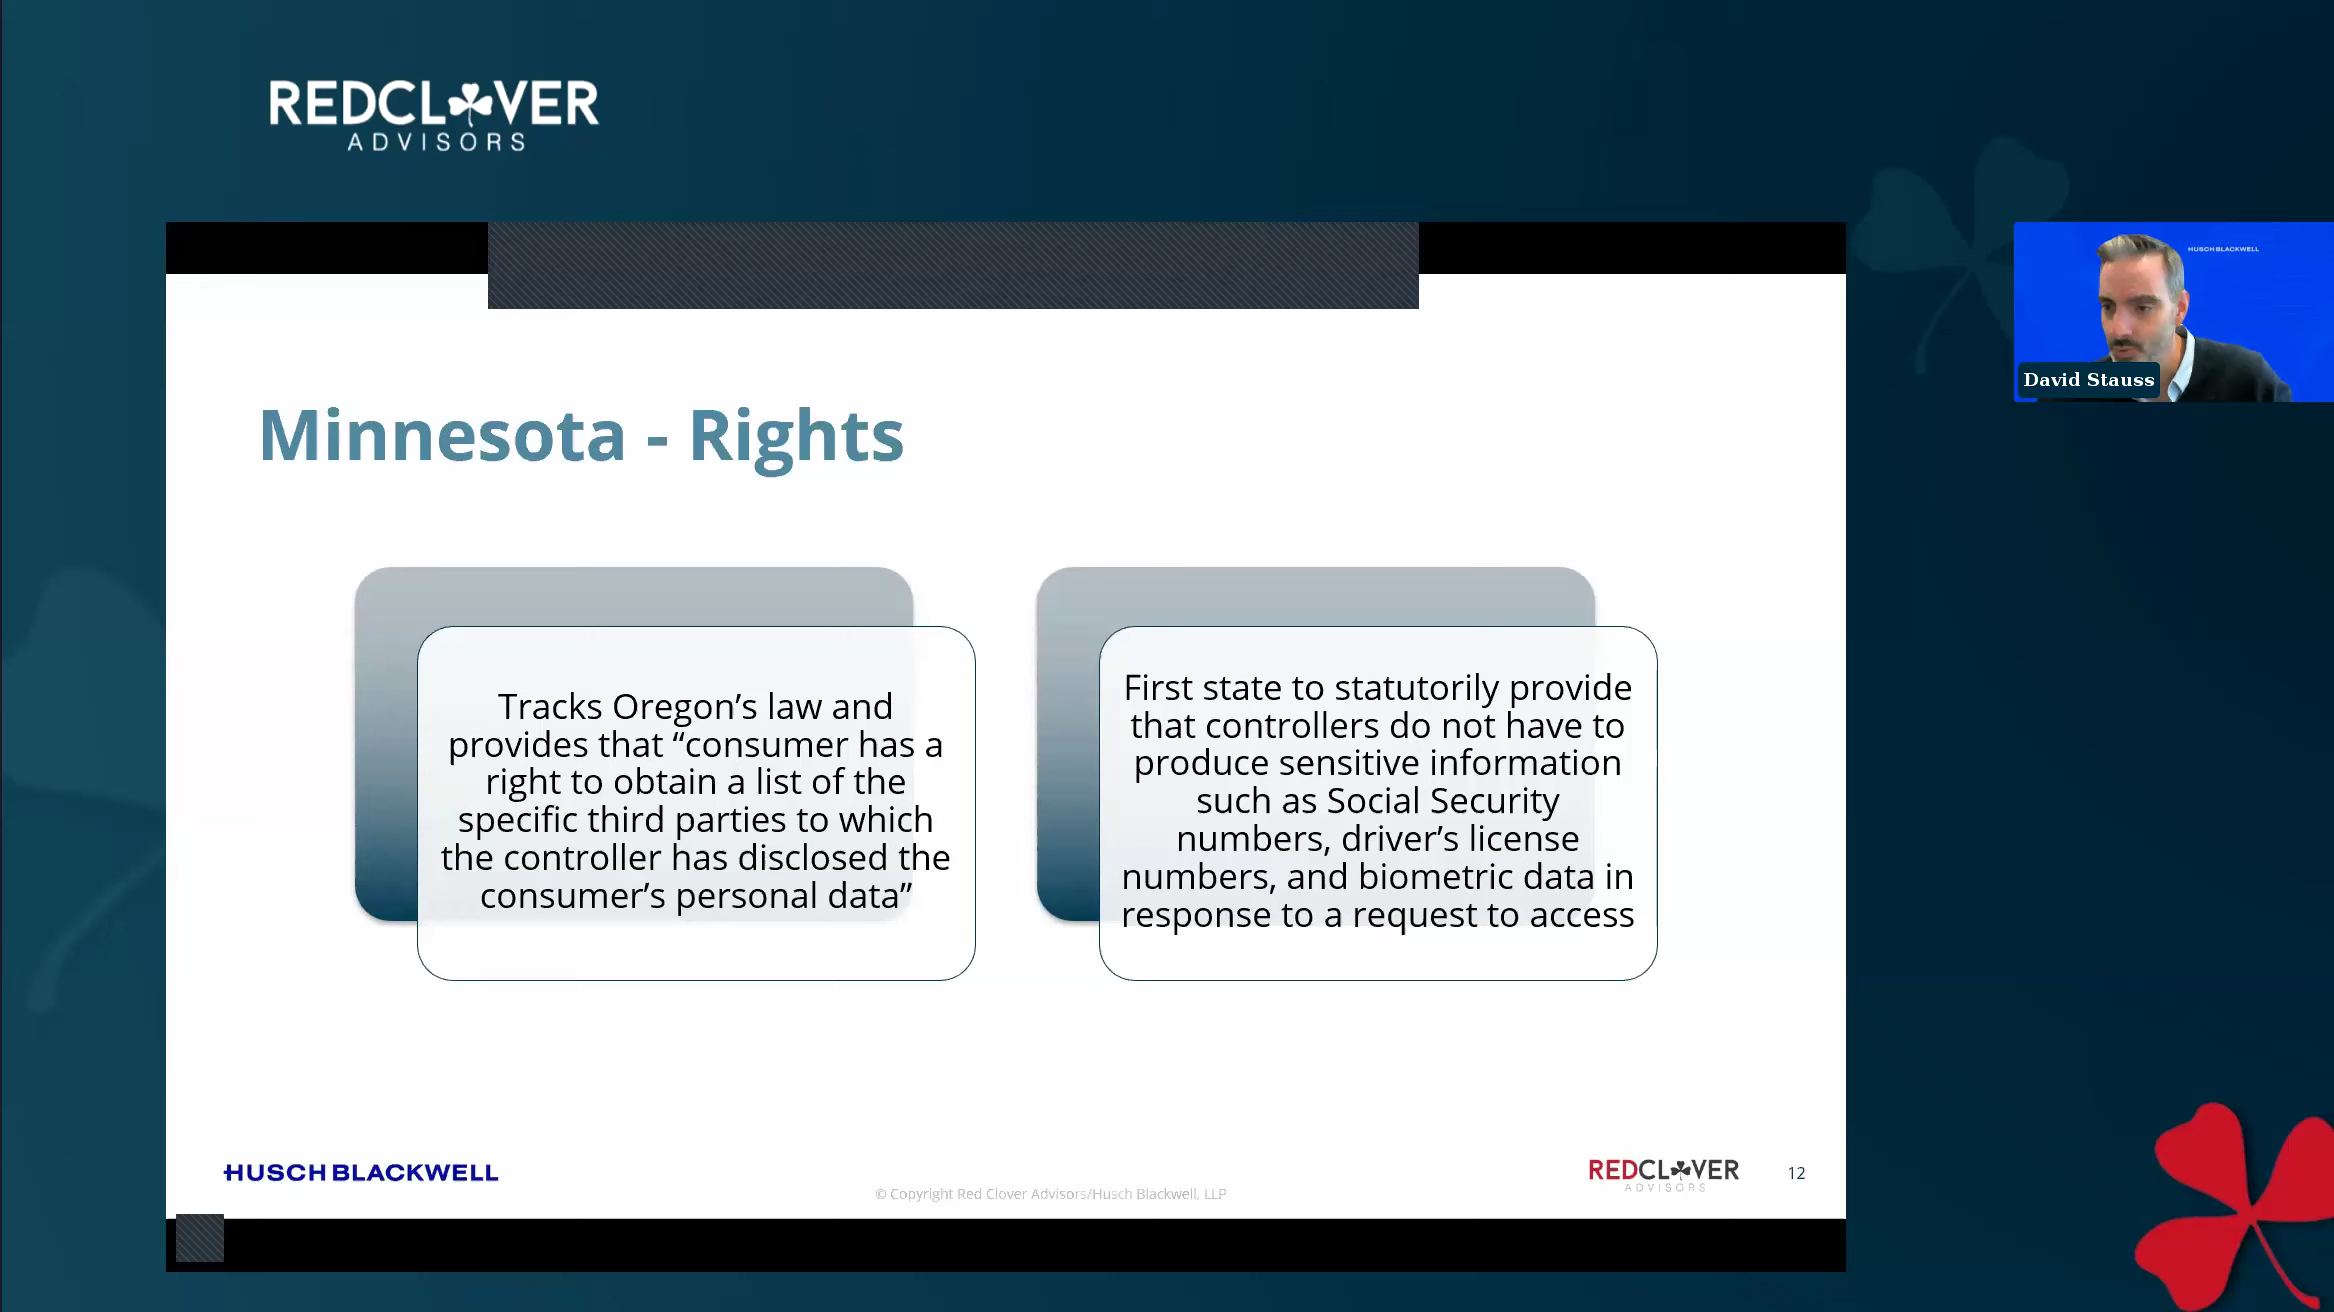 REDCLOVER
ADVISORS
HUSCH BLACKWELL
David Stauss
Minnesota - Rights
Tracks Oregon’s law and
provides that “consumer has a
right to obtain a list of the
specific third parties to which
the controller has disclosed the
consumer’s personal data”
First state to statutorily provide
that controllers do not have to
produce sensitive information
such as Social Security
numbers, driver’s license
numbers, and biometric data in
response to a request to access
HUSCH BLACKWELL
© Copyright Red Clover Advisors/Husch Blackwell, LLP
REDCLOVER
ADVISORS
12